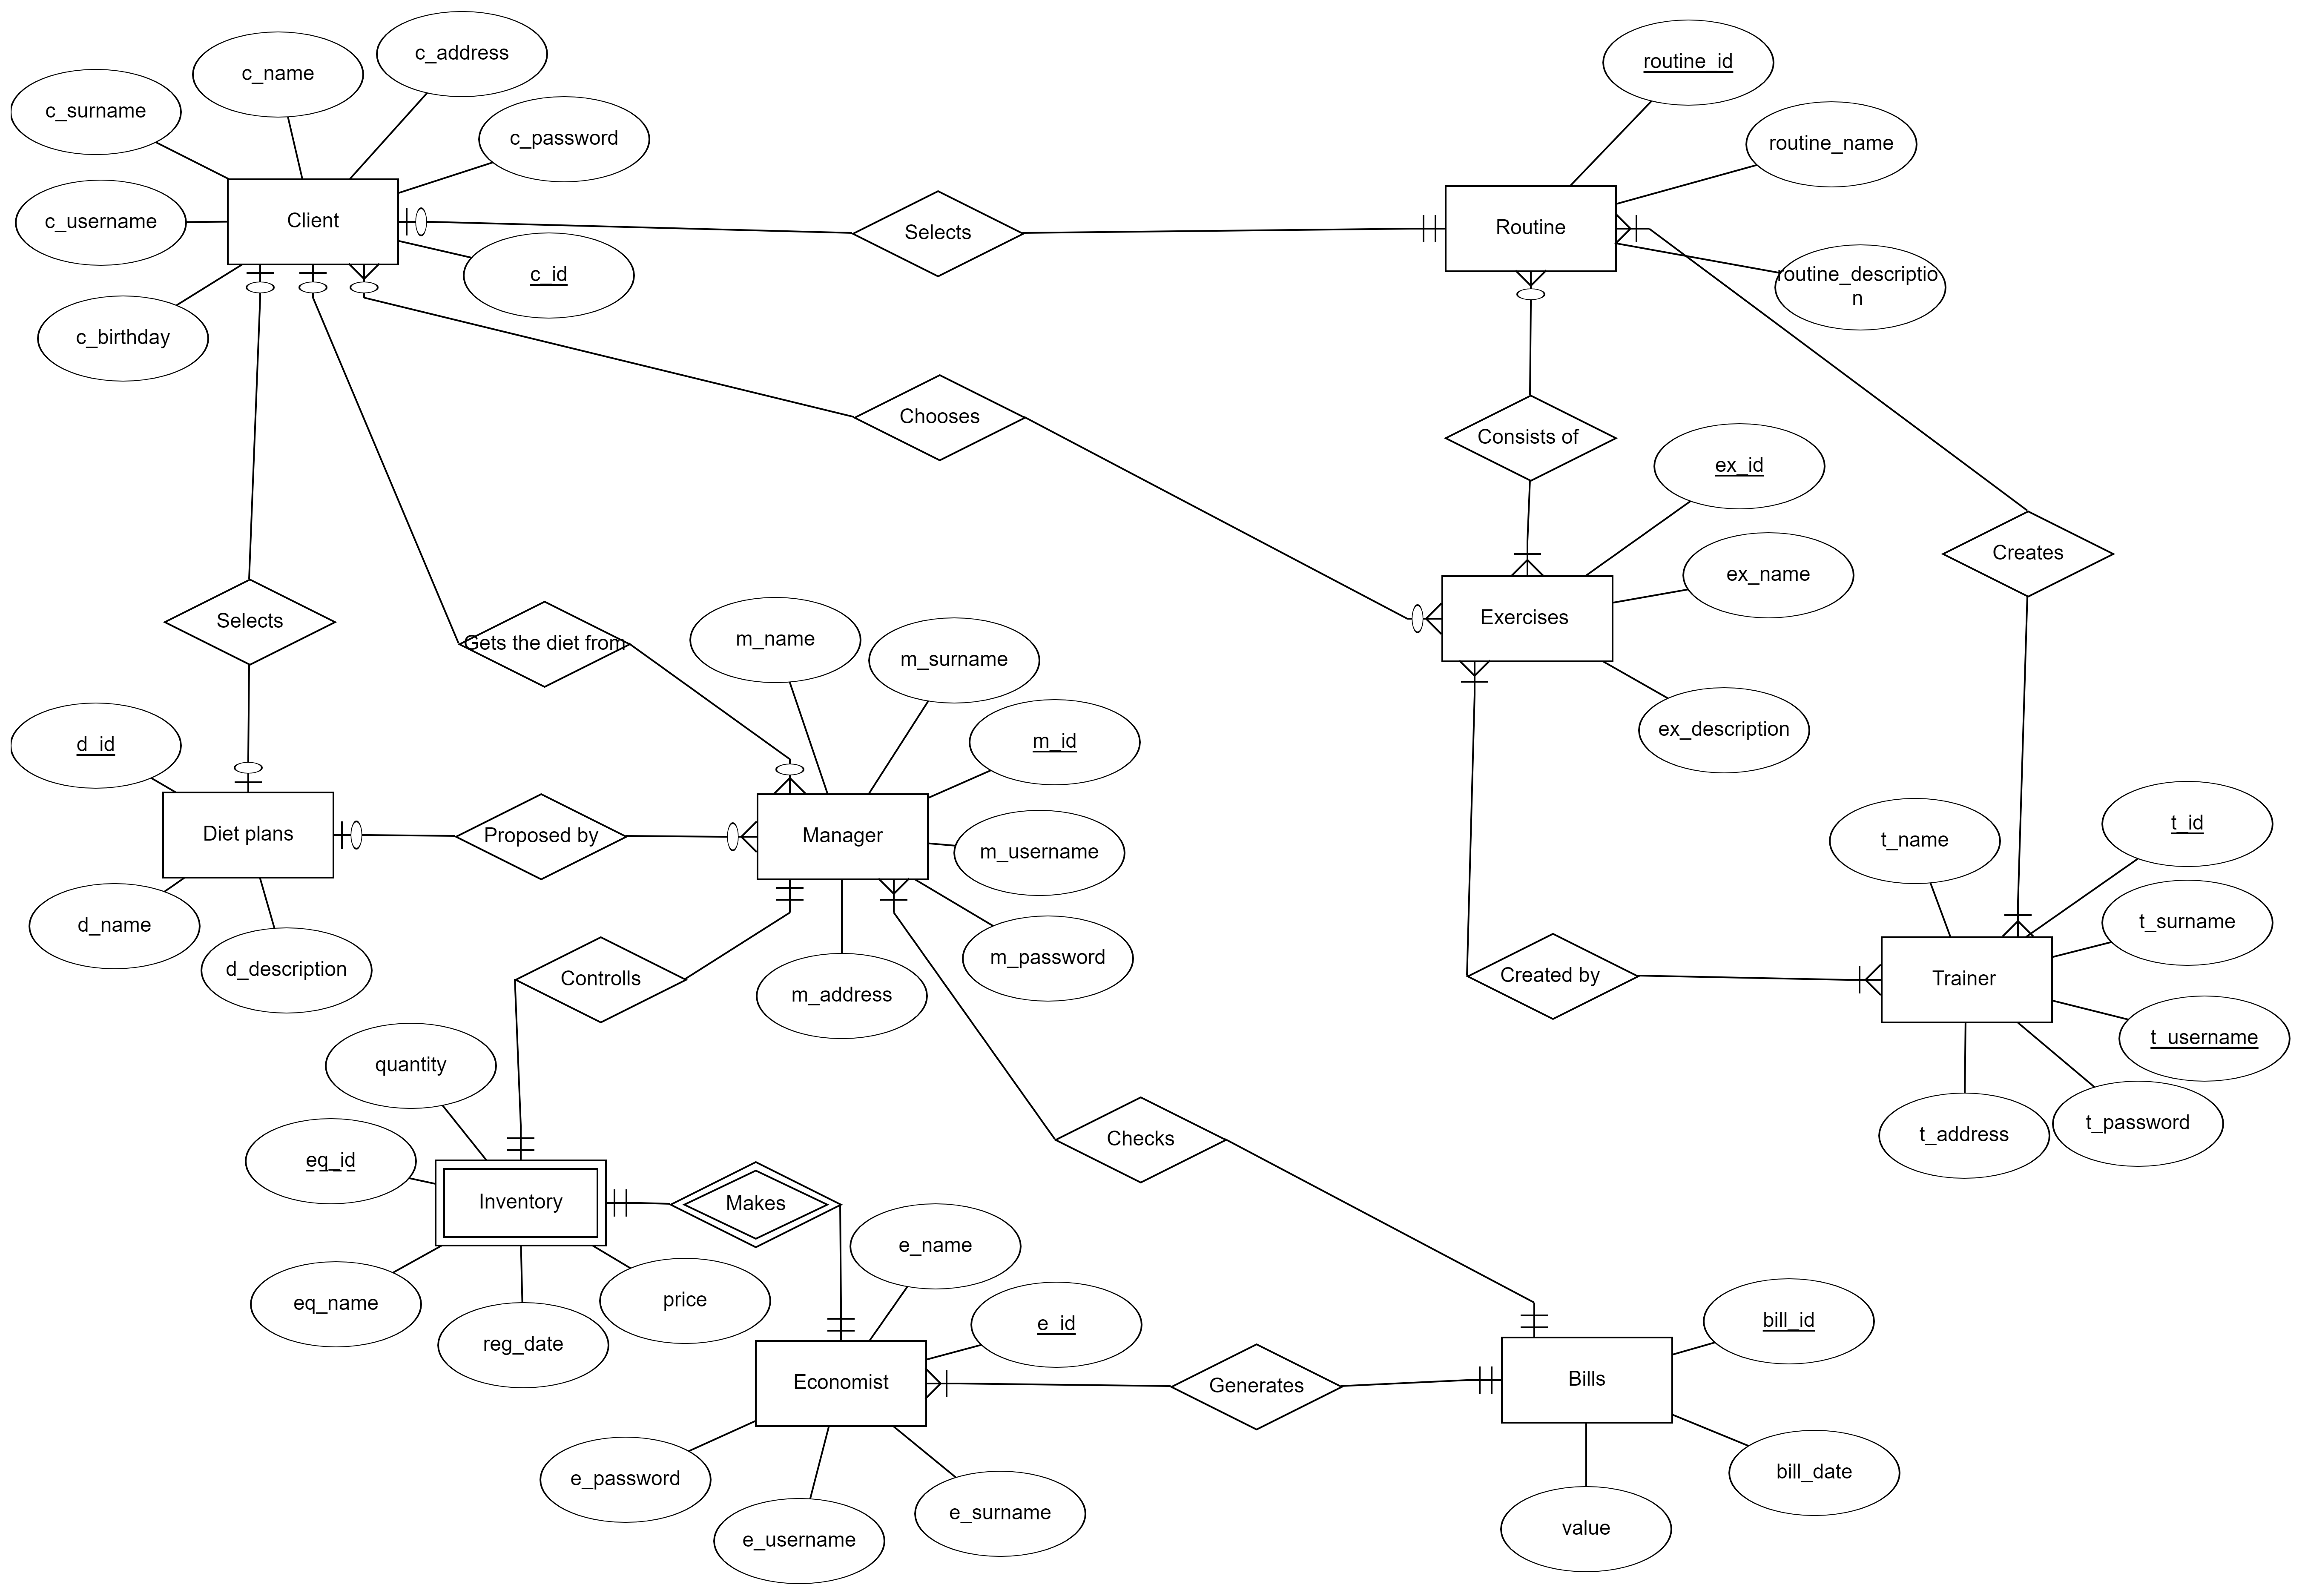 c_address
c_name
c_surname
c_password
c_username
Client
c_id
c_birthday
Selects
routine_id
routine_name
Routine
routine_descriptio
n
Chooses
Consists of
ex_id
ex_name
Exercises
ex_description
Creates
Selects
Gets the diet from
m_name
m_surname
m_id
m_username
m_password
m_address
Manager
d_id
Diet plans
Proposed by
d_name
d_description
Controlls
t_name
t_id
t_surname
Trainer
t_username
t_password
t_address
Created by
quantity
eq_id
Inventory
Makes
eq_name
reg_date
price
Checks
e_name
e_id
Economist
Generates
e_password
e_username
e_surname
bill_id
Bills
bill_date
value